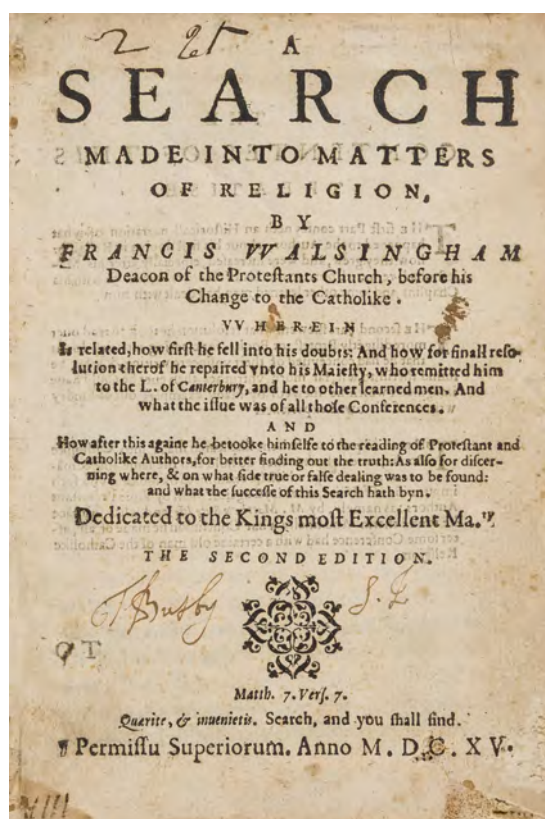 2
A
SEARCH
MADE INTO MATTERS
OF RELIGION,
BY
FRANCIS VVALSINGHAM
Deacon of the Proteſtants Church, before his
Change to the Catholike.
VVHEREIN
Is related, how firſt he fell into his doubts: And how for finall reſo-
lution therof he repaired vnto his Maieſty, who remitted him
to the L. of Canterbury, and he to other learned men. And
what the iſſue was of all thoſe Conferences.
AND
How after this againe he betooke himſelfe to the reading of Proteſtant and
Catholike Authors, for better finding out the truth: As alſo for diſcer-
ning where, & on what ſide true or falſe dealing was to be found:
and what the ſucceſſe of this Search hath byn.
Dedicated to the Kings moſt Excellent Ma.ty
THE SECOND EDITION.
T Busby
Matth. 7. Verſ. 7.
Quærite, & inuenietis. Search, and you ſhall find.
Permiſſu Superiorum. Anno M. D.C. XV.